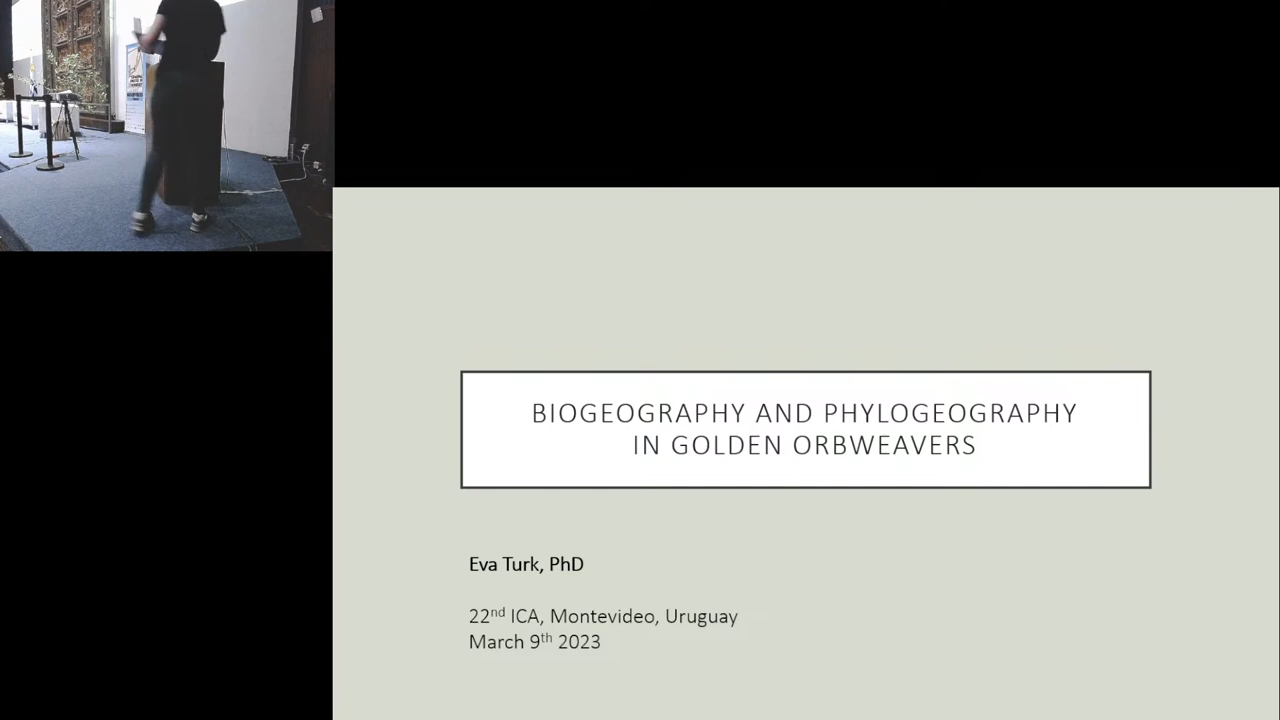 BIOGEOGRAPHY AND PHYLOGEOGRAPHY
IN GOLDEN ORBWEAVERS
Eva Turk, PhD
22nd ICA, Montevideo, Uruguay
March 9th 2023